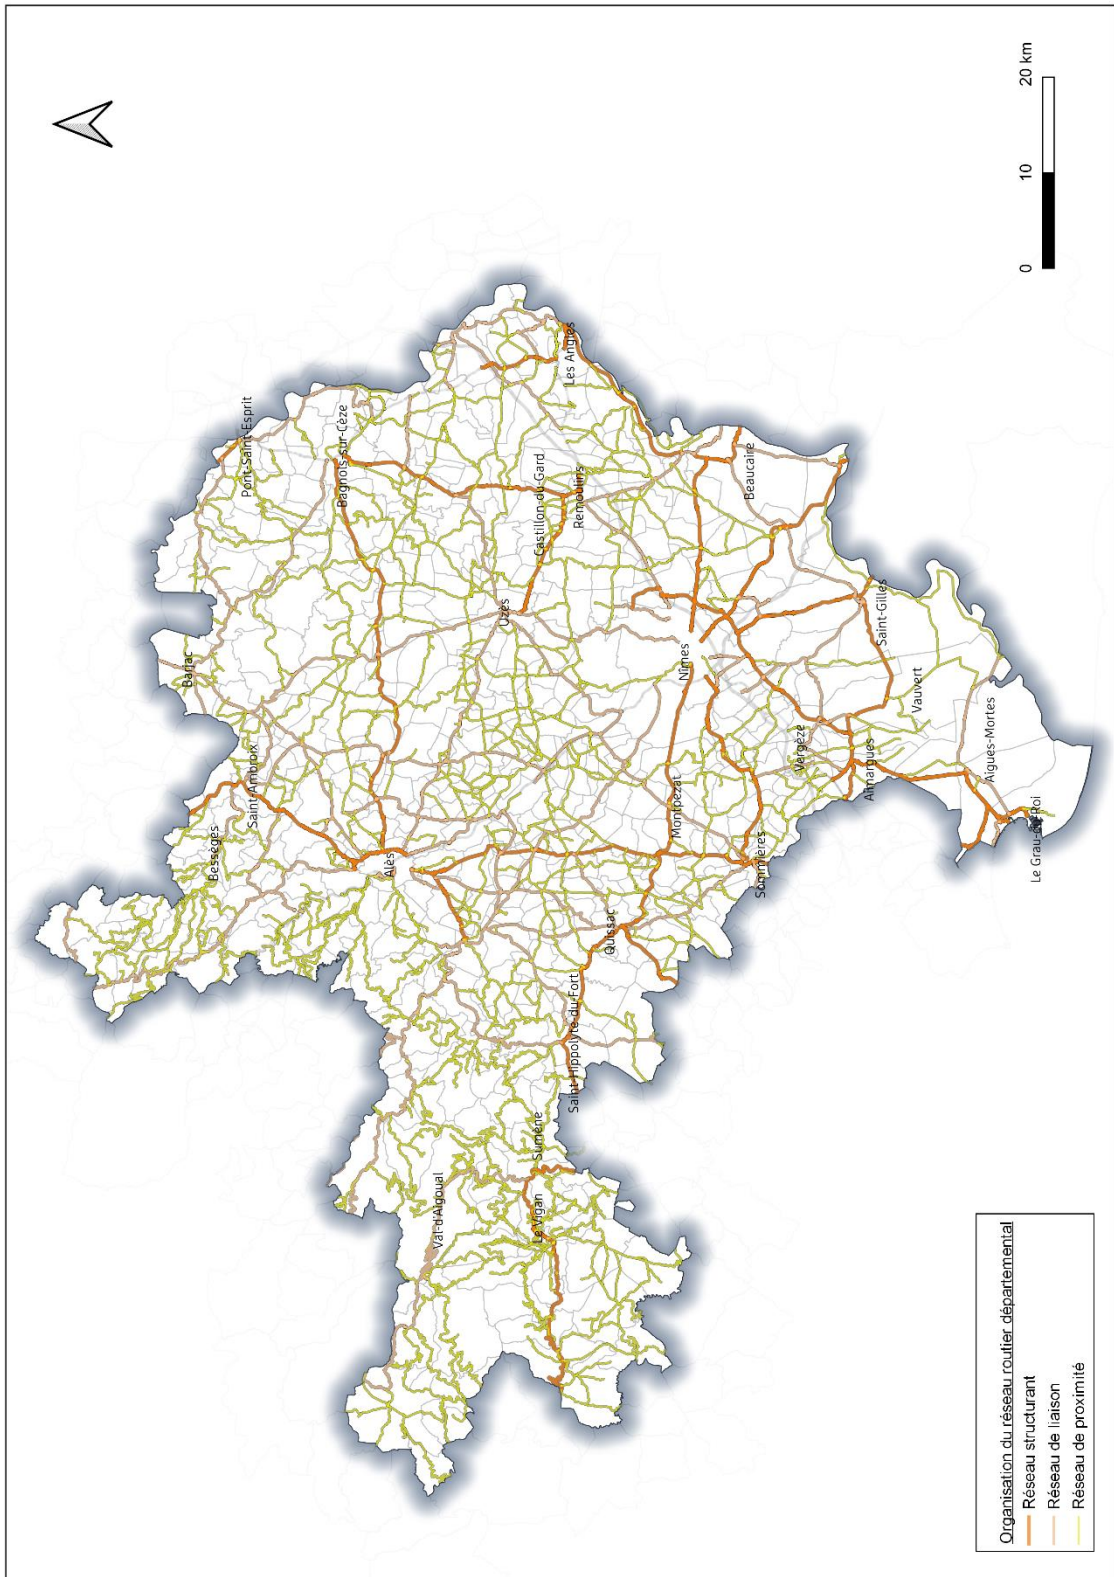 0 10 20 km
Barjac
Pont-Saint-Esprit
Bessèges
Saint-Ambroix
Bagnols-sur-Cèze
Alès
Val-d'Aigoual
Uzès
Castillon-du-Gard
Le Vigan
Sumène
Saint-Hippolyte-du-Fort
Remoulins
Les Angles
Quissac
Montpezat
Nîmes
Sommières
Beaucaire
Vergèze
Aimargues
Saint-Gilles
Vauvert
Aigues-Mortes
Le Grau-du-Roi
Organisation du réseau routier départemental
Réseau structurant
Réseau de liaison
Réseau de proximité